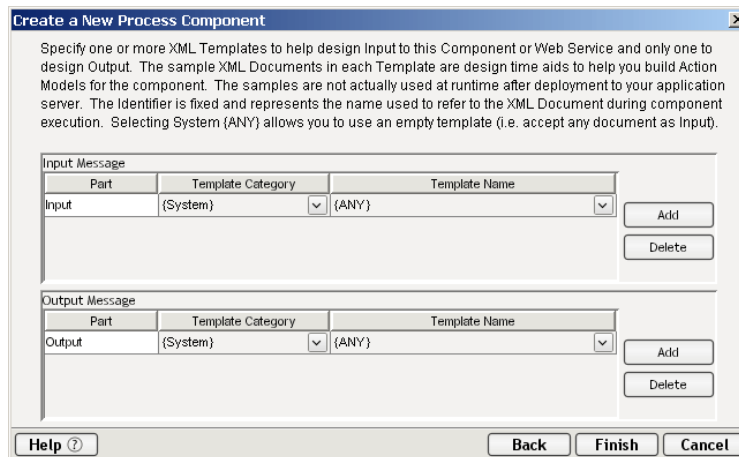 Create a New Process Component
Specify one or more XML Templates to help design Input to this Component or Web Service and only one to
design Output. The sample XML Documents in each Template are design time aids to help you build Action
Models for the component. The samples are not actually used at runtime after deployment to your application
server. The Identifier is fixed and represents the name used to refer to the XML Document during component
execution. Selecting System {ANY} allows you to use an empty template (i.e. accept any document as Input).
Input Message
Part Template Category Template Name
Input {System} {ANY}
Add
Delete
Output Message
Part Template Category Template Name
Output {System} {ANY}
Add
Delete
Help ? Back Finish Cancel